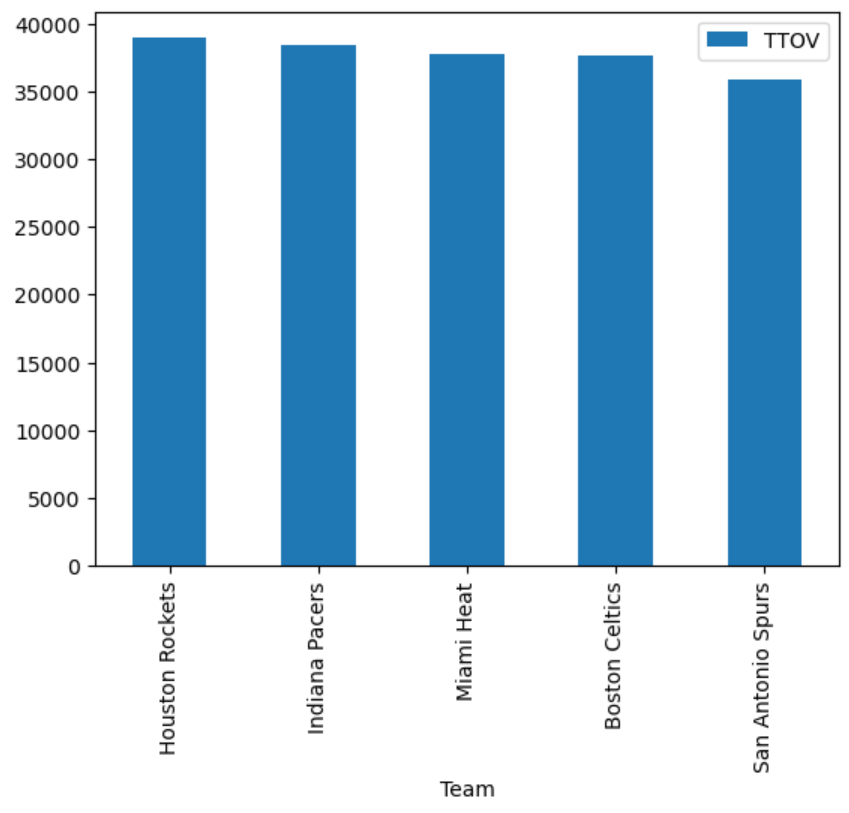 TTOV
40000
35000
30000
25000
20000
15000
10000
5000
0
Houston Rockets
Indiana Pacers
Miami Heat
Boston Celtics
San Antonio Spurs
Team